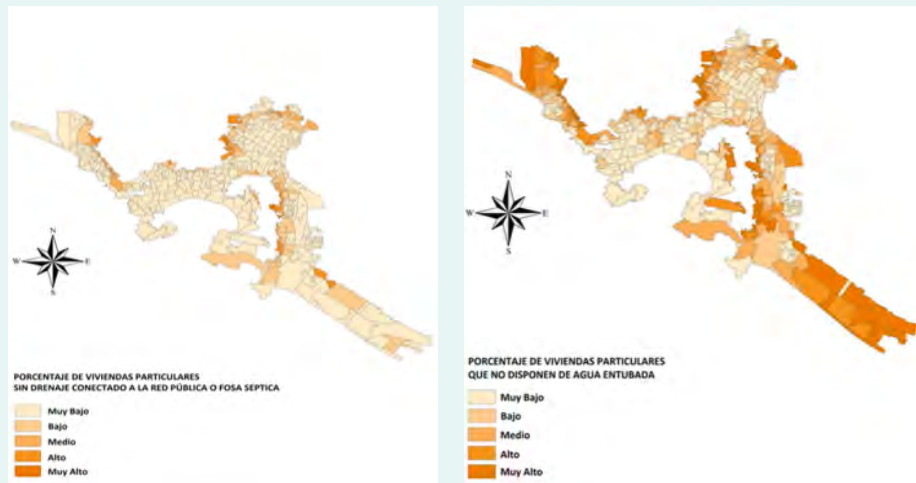 N
W
E
S
PORCENTAJE DE VIVIENDAS PARTICULARES
SIN DRENAJE CONECTADO A LA RED PÚBLICA O FOSA SEPTICA
Muy Bajo
Bajo
Medio
Alto
Muy Alto
N
W
E
S
PORCENTAJE DE VIVIENDAS PARTICULARES
QUE NO DISPONEN DE AGUA ENTUBADA
Muy Bajo
Bajo
Medio
Alto
Muy Alto